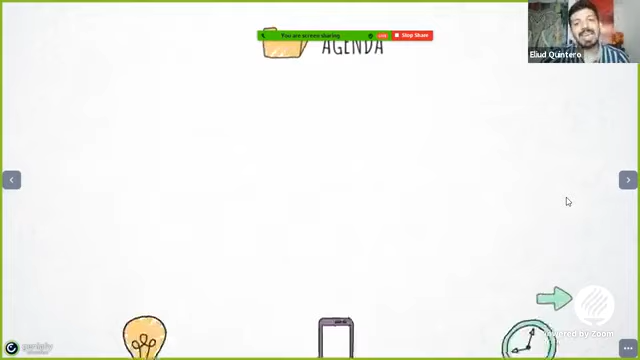 You are screen sharing
Stop Share
AGENDA
Eliud Quintero
Powered by Zoom